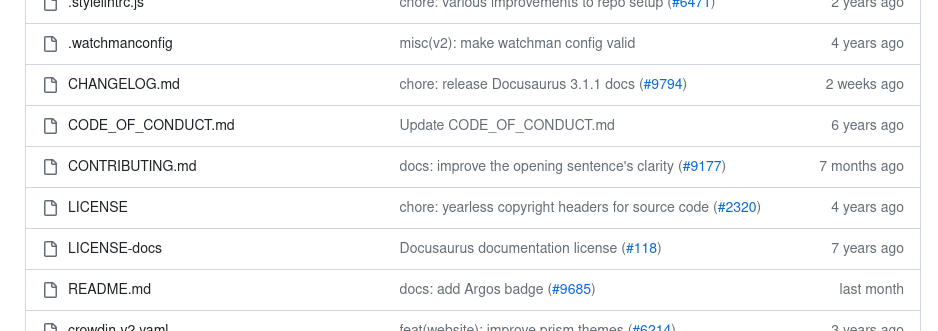 .stylelintrc.js chore: various improvements to repo setup (#6471) 2 years ago
.watchmanconfig misc(v2): make watchman config valid 4 years ago
CHANGELOG.md chore: release Docusaurus 3.1.1 docs (#9794) 2 weeks ago
CODE_OF_CONDUCT.md Update CODE_OF_CONDUCT.md 6 years ago
CONTRIBUTING.md docs: improve the opening sentence's clarity (#9177) 7 months ago
LICENSE chore: yearless copyright headers for source code (#2320) 4 years ago
LICENSE-docs Docusaurus documentation license (#118) 7 years ago
README.md docs: add Argos badge (#9685) last month
crowdin-v2.yaml feat(website): improve prism themes (#6214) 3 years ago